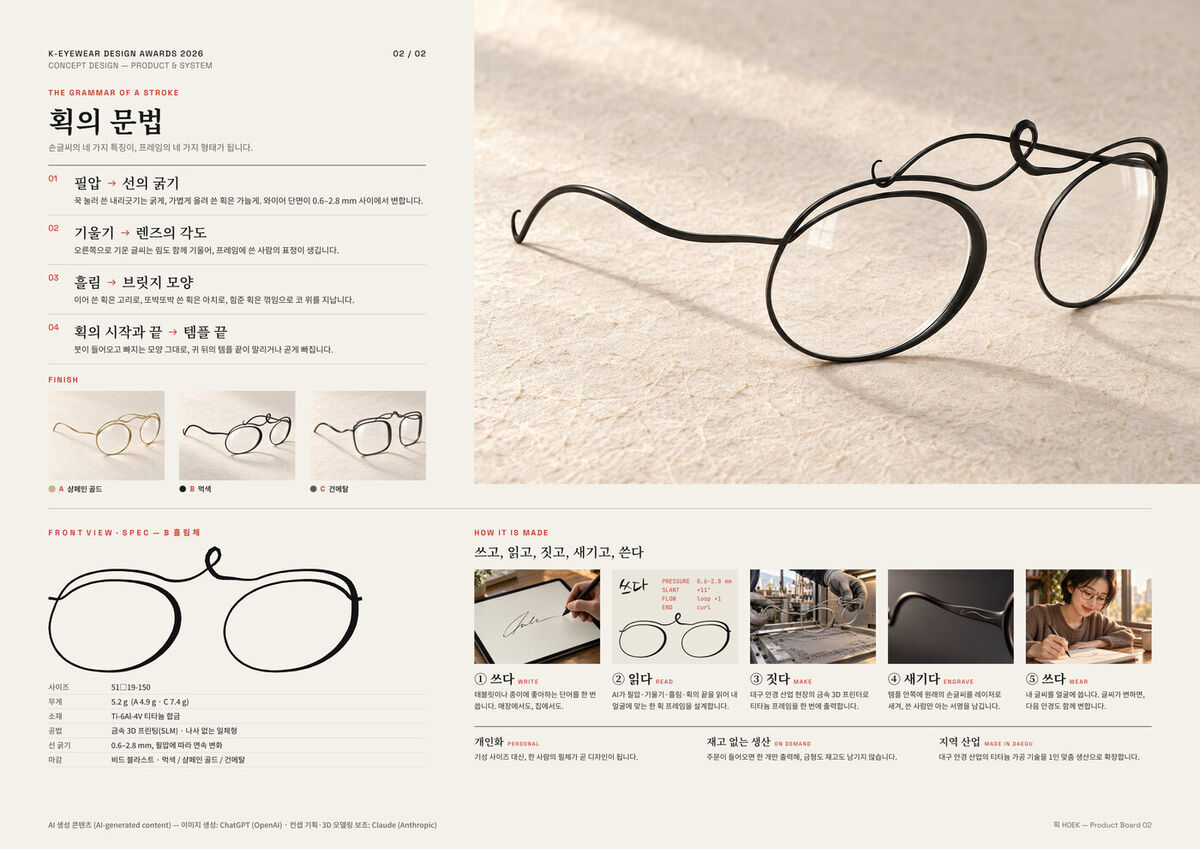 K-EYEWEAR DESIGN AWARDS 2026
02 / 02
CONCEPT DESIGN — PRODUCT & SYSTEM
THE GRAMMAR OF A STROKE
획의 문법
손글씨의 네 가지 특징이, 프레임의 네 가지 형태가 됩니다.
01 필압 → 선의 굵기
꾹 눌러 쓴 내리긋기는 굵게, 가볍게 올려 쓴 획은 가늘게. 와이어 단면이 0.6–2.8 mm 사이에서 변합니다.
02 기울기 → 렌즈의 각도
오른쪽으로 기운 글씨는 림도 함께 기울어, 프레임에 쓴 사람의 표정이 생깁니다.
03 흘림 → 브릿지 모양
이어 쓴 획은 고리로, 또박또박 쓴 획은 아치로, 힘준 획은 꺾임으로 코 위를 지납니다.
04 획의 시작과 끝 → 템플 끝
붓이 들어오고 빠지는 모양 그대로, 귀 뒤의 템플 끝이 말리거나 곧게 빠집니다.
FINISH
A 샴페인 골드
B 먹색
C 건메탈
FRONT VIEW · SPEC — B 흘림체
사이즈 51□19-150
무게 5.2 g (A 4.9 g · C 7.4 g)
소재 Ti-6Al-4V 티타늄 합금
공법 금속 3D 프린팅(SLM) · 나사 없는 일체형
선 굵기 0.6–2.8 mm, 필압에 따라 연속 변화
마감 비드 블라스트 · 먹색 / 샴페인 골드 / 건메탈
HOW IT IS MADE
쓰고, 읽고, 짓고, 새기고, 쓴다
쓰다
PRESSURE 0.6–2.8 mm
SLANT +11°
FLOW loop ×1
END curl
① 쓰다 WRITE
태블릿이나 종이에 좋아하는 단어를 한 번
씁니다. 매장에서도, 집에서도.
② 읽다 READ
AI가 필압·기울기·흘림·획의 끝을 읽어 내
얼굴에 맞는 한 획 프레임을 설계합니다.
③ 짓다 MAKE
대구 안경 산업 현장의 금속 3D 프린터로
티타늄 프레임을 한 번에 출력합니다.
④ 새기다 ENGRAVE
템플 안쪽에 원래의 손글씨를 레이저로
새겨, 쓴 사람만 아는 서명을 남깁니다.
⑤ 쓰다 WEAR
내 글씨를 얼굴에 씁니다. 글씨가 변하면,
다음 안경도 함께 변합니다.
개인화 PERSONAL
기성 사이즈 대신, 한 사람의 필체가 곧 디자인이 됩니다.
재고 없는 생산 ON DEMAND
주문이 들어오면 한 개만 출력해, 금형도 재고도 남기지 않습니다.
지역 산업 MADE IN DAEGU
대구 안경 산업의 티타늄 가공 기술을 1인 맞춤 생산으로 확장합니다.
AI 생성 콘텐츠 (AI-generated content) — 이미지 생성: ChatGPT (OpenAI) · 컨셉 기획·3D 모델링 보조: Claude (Anthropic)
획 HOEK — Product Board 02